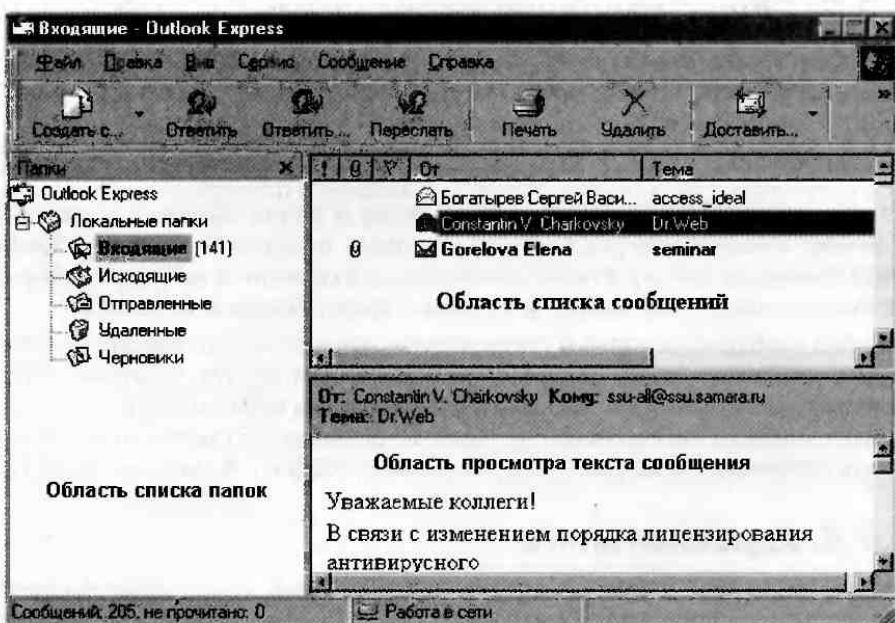 Входящие - Outlook Express
Файл Правка Вид Сервис Сообщение Справка
Создать с... Ответить Ответить ... Переслать Печать Удалить Доставить...
Папки
! От Тема
Outlook Express
Локальные папки
Входящие (141)
Исходящие
Отправленные
Удаленные
Черновики
Область списка папок
Богатырев Сергей Васи... access_ideal
Constantin V. Charkovsky Dr.Web
Gorelova Elena seminar
Область списка сообщений
От: Constantin V. Charkovsky Кому: ssu-all@ssu.samara.ru
Тема: Dr.Web
Область просмотра текста сообщения
Уважаемые коллеги!
В связи с изменением порядка лицензирования
антивирусного
Сообщений: 205, не прочитано: 0 Работа в сети